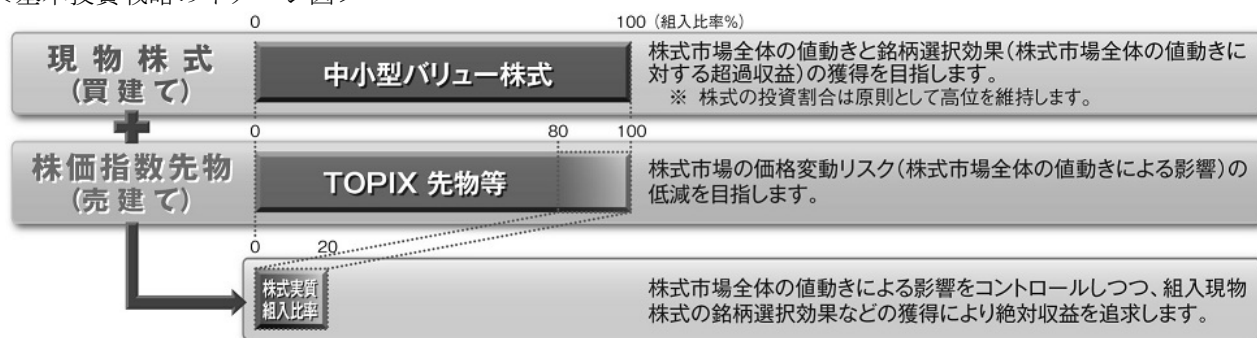 0 100 (組入比率%)
現物株式
(買建て)
中小型バリュー株式
株式市場全体の値動きと銘柄選択効果(株式市場全体の値動きに
対する超過収益)の獲得を目指します。
※ 株式の投資割合は原則として高位を維持します。
0 80 100
株価指数先物
(売建て)
TOPIX 先物等
株式市場の価格変動リスク(株式市場全体の値動きによる影響)の
低減を目指します。
0 20
株式実質
組入比率
株式市場全体の値動きによる影響をコントロールしつつ、組入現物
株式の銘柄選択効果などの獲得により絶対収益を追求します。